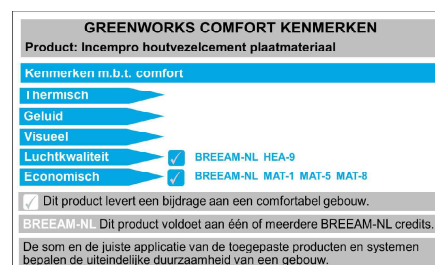 GREENWORKS COMFORT KENMERKEN
Product: Incempro houtvezelcement plaatmateriaal
Kenmerken m.b.t. comfort
Thermisch
Geluid
Visueel
Luchtkwaliteit BREEAM-NL HEA-9
Economisch BREEAM-NL MAT-1 MAT-5 MAT-8
Dit product levert een bijdrage aan een comfortabel gebouw.
BREEAM-NL Dit product voldoet aan één of meerdere BREEAM-NL credits.
De som en de juiste applicatie van de toegepaste producten en systemen
bepalen de uiteindelijke duurzaamheid van een gebouw.